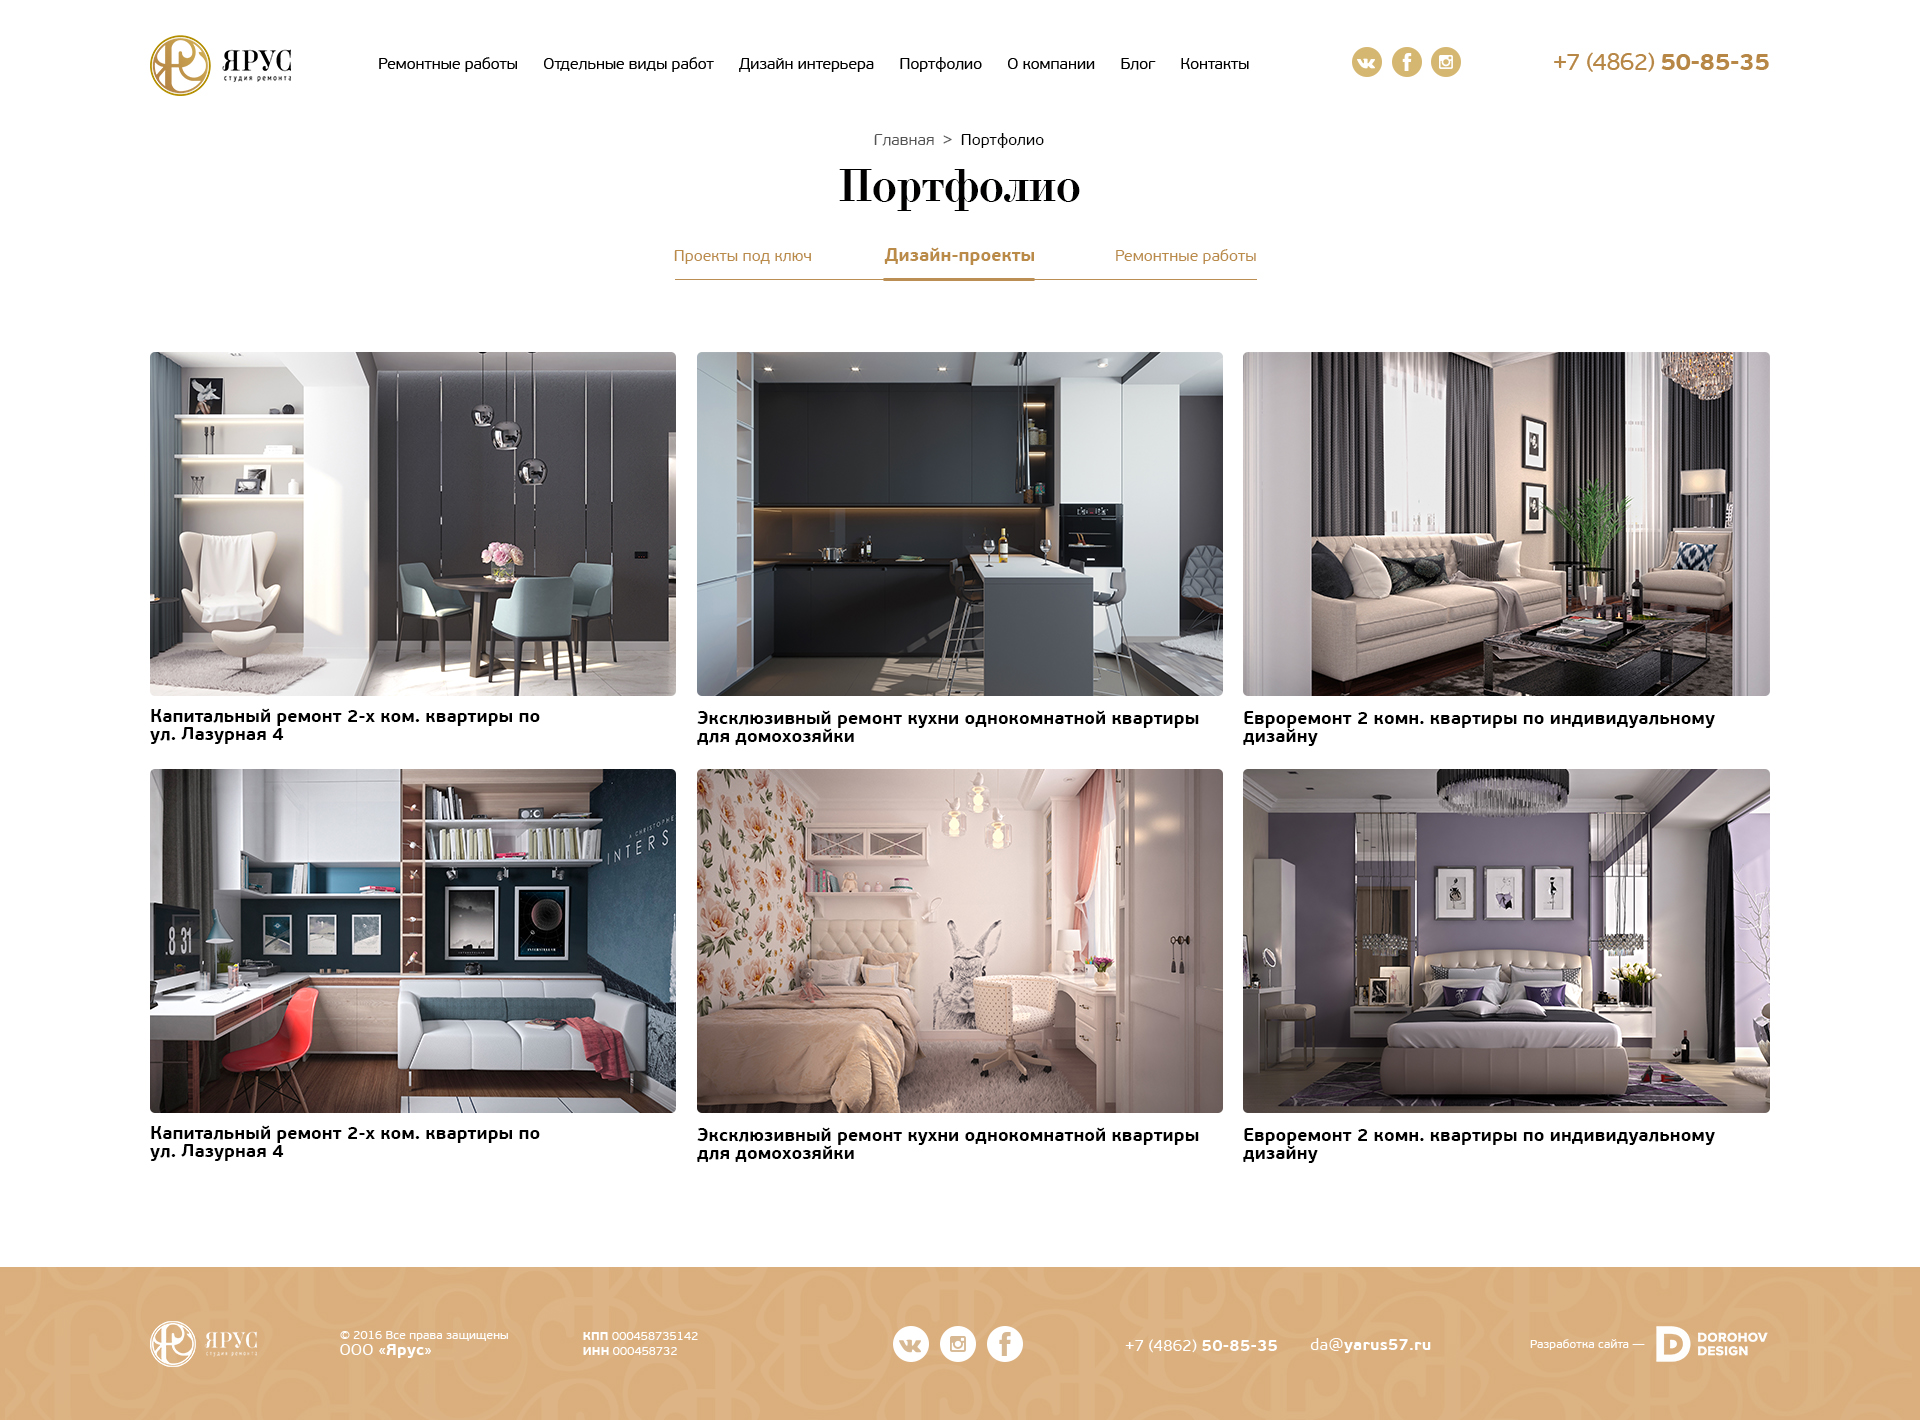 ЯРУС
студия ремонта
Ремонтные работы Отдельные виды работ Дизайн интерьера Портфолио О компании Блог Контакты
+7 (4862) 50-85-35
Главная > Портфолио
Портфолио
Проекты под ключ Дизайн-проекты Ремонтные работы
Капитальный ремонт 2-х ком. квартиры по
ул. Лазурная 4
Эксклюзивный ремонт кухни однокомнатной квартиры
для домохозяйки
Евроремонт 2 комн. квартиры по индивидуальному
дизайну
A CHRISTOPHE
INTERS
8 31
Капитальный ремонт 2-х ком. квартиры по
ул. Лазурная 4
Эксклюзивный ремонт кухни однокомнатной квартиры
для домохозяйки
Евроремонт 2 комн. квартиры по индивидуальному
дизайну
ЯРУС
студия ремонта
© 2016 Все права защищены
ООО «Ярус»
КПП 000458735142
ИНН 000458732
+7 (4862) 50-85-35
da@yarus57.ru
Разработка сайта —
DOROHOV
DESIGN